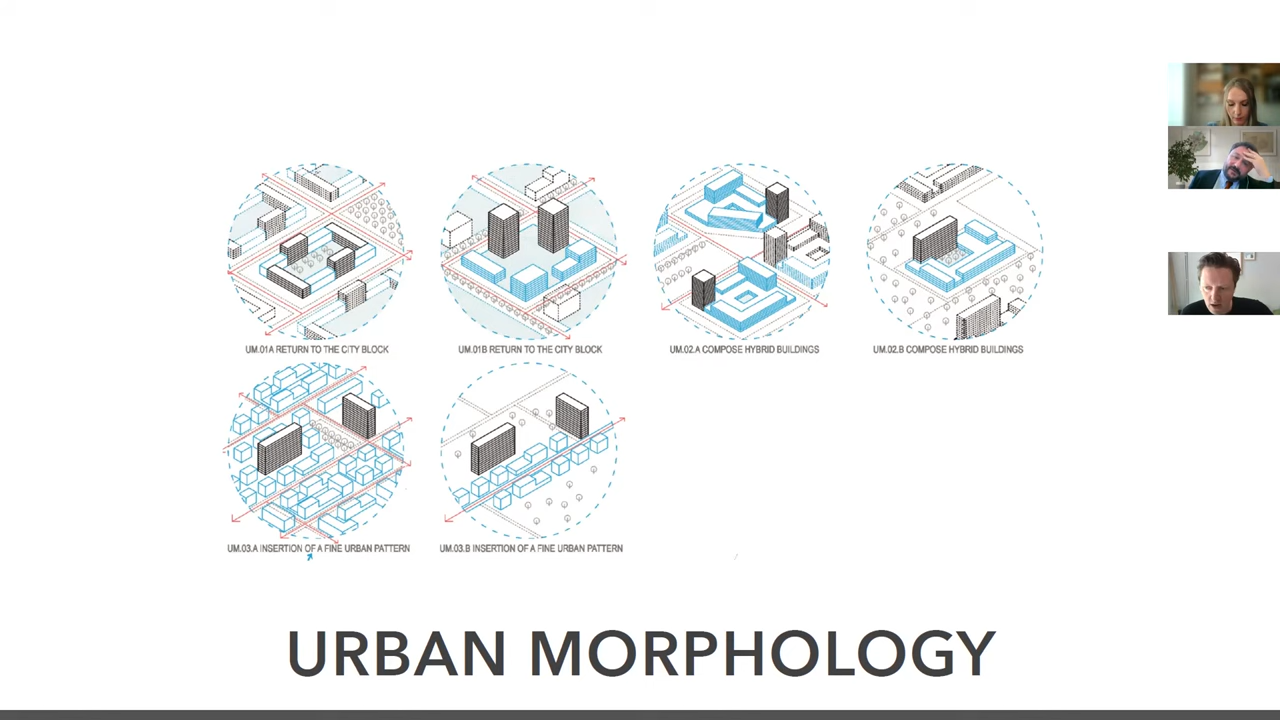 UM.01A RETURN TO THE CITY BLOCK
UM.01B RETURN TO THE CITY BLOCK
UM.02.A COMPOSE HYBRID BUILDINGS
UM.02.B COMPOSE HYBRID BUILDINGS
UM.03.A INSERTION OF A FINE URBAN PATTERN
UM.03.B INSERTION OF A FINE URBAN PATTERN
URBAN MORPHOLOGY